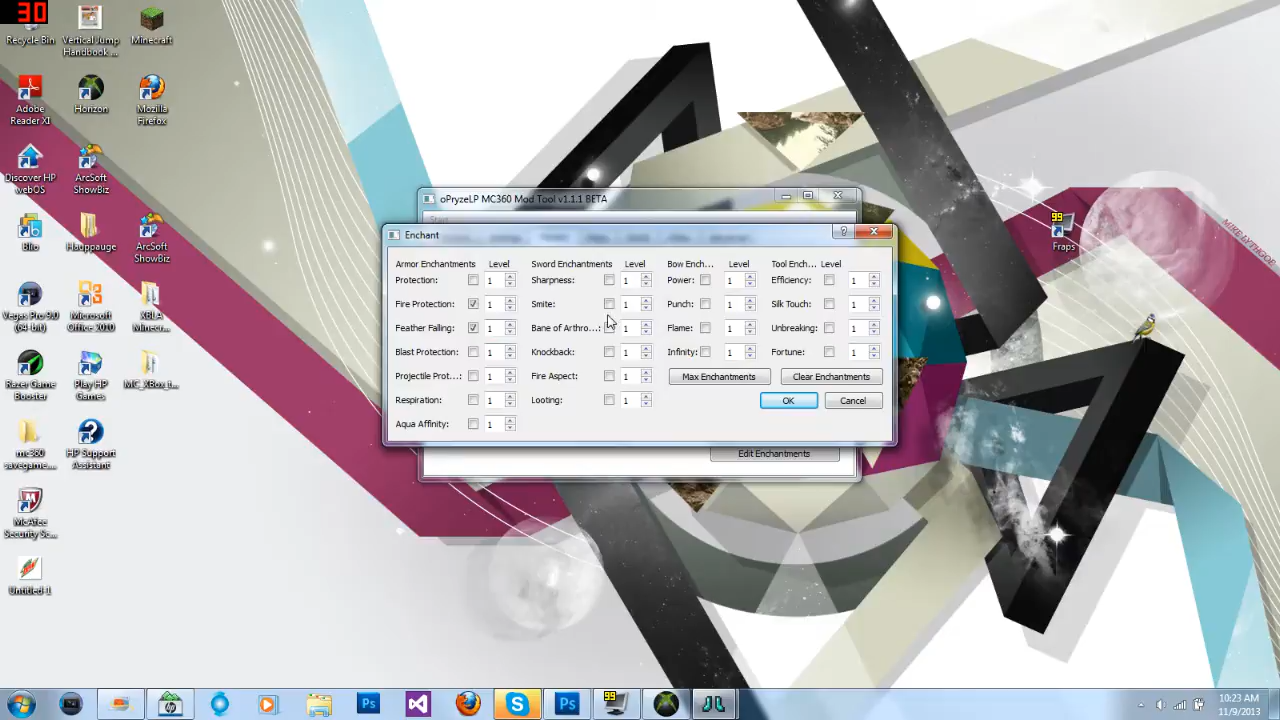 30
Recycle Bin
Vertical Jump
Handbook ...
Minecraft
Adobe
Reader XI
Horizon
Mozilla
Firefox
Discover HP
webOS
ArcSoft
ShowBiz
Blio
Hauppauge
ArcSoft
ShowBiz
Vegas Pro 9.0
(64-bit)
Microsoft
Office 2010
XBLA
Minecr...
Razer Game
Booster
Play HP
Games
MC_XBox_t...
mc360
savegame...
HP Support
Assistant
McAfee
Security Sc...
Untitled-1
99
Fraps
oPryzeLP MC360 Mod Tool v1.1.1 BETA
Start
Enchant
Armor Enchantments Level Sword Enchantments Level Bow Ench... Level Tool Ench... Level
Protection: 1 Sharpness: 1 Power: 1 Efficiency: 1
Fire Protection: 1 Smite: 1 Punch: 1 Silk Touch: 1
Feather Falling: 1 Bane of Arthro...: 1 Flame: 1 Unbreaking: 1
Blast Protection: 1 Knockback: 1 Infinity: 1 Fortune: 1
Projectile Prot...: 1 Fire Aspect: 1 Max Enchantments Clear Enchantments
Respiration: 1 Looting: 1 OK Cancel
Aqua Affinity: 1
Edit Enchantments
Ps
Ps
99
10:23 AM
11/9/2013